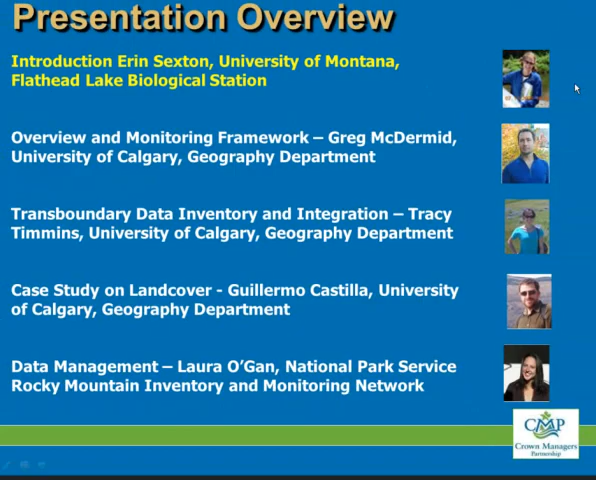 Presentation Overview
Introduction Erin Sexton, University of Montana,
Flathead Lake Biological Station
Overview and Monitoring Framework – Greg McDermid,
University of Calgary, Geography Department
Transboundary Data Inventory and Integration – Tracy
Timmins, University of Calgary, Geography Department
Case Study on Landcover - Guillermo Castilla, University
of Calgary, Geography Department
Data Management – Laura O’Gan, National Park Service
Rocky Mountain Inventory and Monitoring Network
CMP
Crown Managers
Partnership